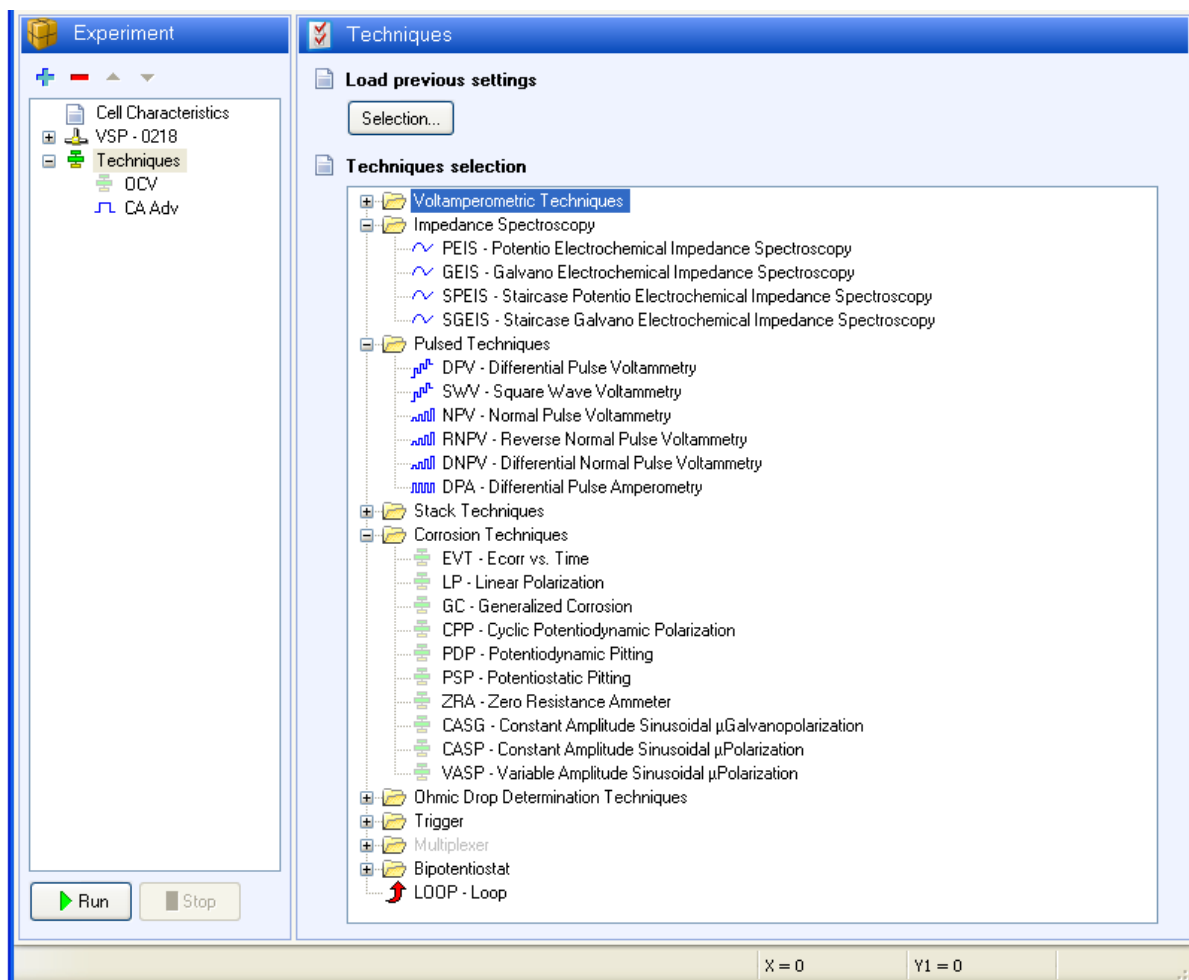 Experiment
Cell Characteristics
VSP - 0218
Techniques
OCV
CA Adv
Run
Stop
Techniques
Load previous settings
Selection...
Techniques selection
Voltamperometric Techniques
Impedance Spectroscopy
PEIS - Potentio Electrochemical Impedance Spectroscopy
GEIS - Galvano Electrochemical Impedance Spectroscopy
SPEIS - Staircase Potentio Electrochemical Impedance Spectroscopy
SGEIS - Staircase Galvano Electrochemical Impedance Spectroscopy
Pulsed Techniques
DPV - Differential Pulse Voltammetry
SWV - Square Wave Voltammetry
NPV - Normal Pulse Voltammetry
RNPV - Reverse Normal Pulse Voltammetry
DNPV - Differential Normal Pulse Voltammetry
DPA - Differential Pulse Amperometry
Stack Techniques
Corrosion Techniques
EVT - Ecorr vs. Time
LP - Linear Polarization
GC - Generalized Corrosion
CPP - Cyclic Potentiodynamic Polarization
PDP - Potentiodynamic Pitting
PSP - Potentiostatic Pitting
ZRA - Zero Resistance Ammeter
CASG - Constant Amplitude Sinusoidal µGalvanopolarization
CASP - Constant Amplitude Sinusoidal µPolarization
VASP - Variable Amplitude Sinusoidal µPolarization
Ohmic Drop Determination Techniques
Trigger
Multiplexer
Bipotentiostat
LOOP - Loop
X = 0
Y1 = 0